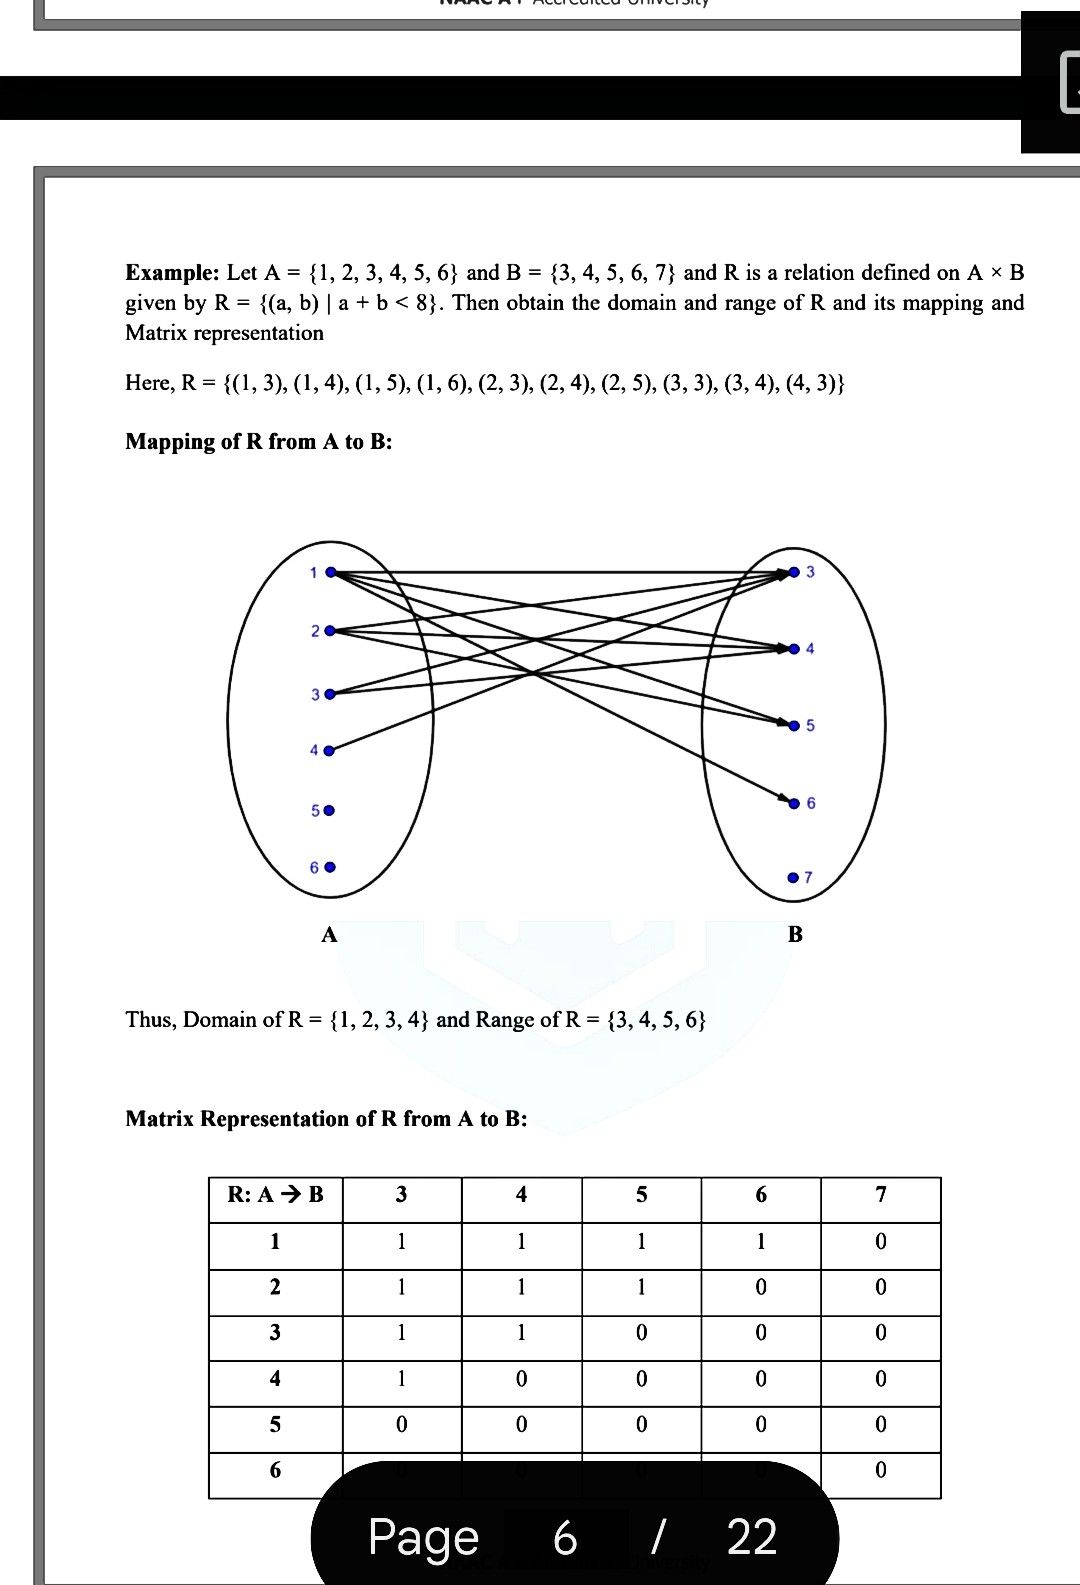 Accredited University
Example: Let A = {1, 2, 3, 4, 5, 6} and B = {3, 4, 5, 6, 7} and R is a relation defined on A × B
given by R = {(a, b) | a + b < 8}. Then obtain the domain and range of R and its mapping and
Matrix representation
Here, R = {(1, 3), (1, 4), (1, 5), (1, 6), (2, 3), (2, 4), (2, 5), (3, 3), (3, 4), (4, 3)}
Mapping of R from A to B:
1 3
2 4
3 5
4 6
5 7
6
A B
Thus, Domain of R = {1, 2, 3, 4} and Range of R = {3, 4, 5, 6}
Matrix Representation of R from A to B:
R: A → B 3 4 5 6 7
1 1 1 1 1 0
2 1 1 1 0 0
3 1 1 0 0 0
4 1 0 0 0 0
5 0 0 0 0 0
6 0
Page 6 / 22